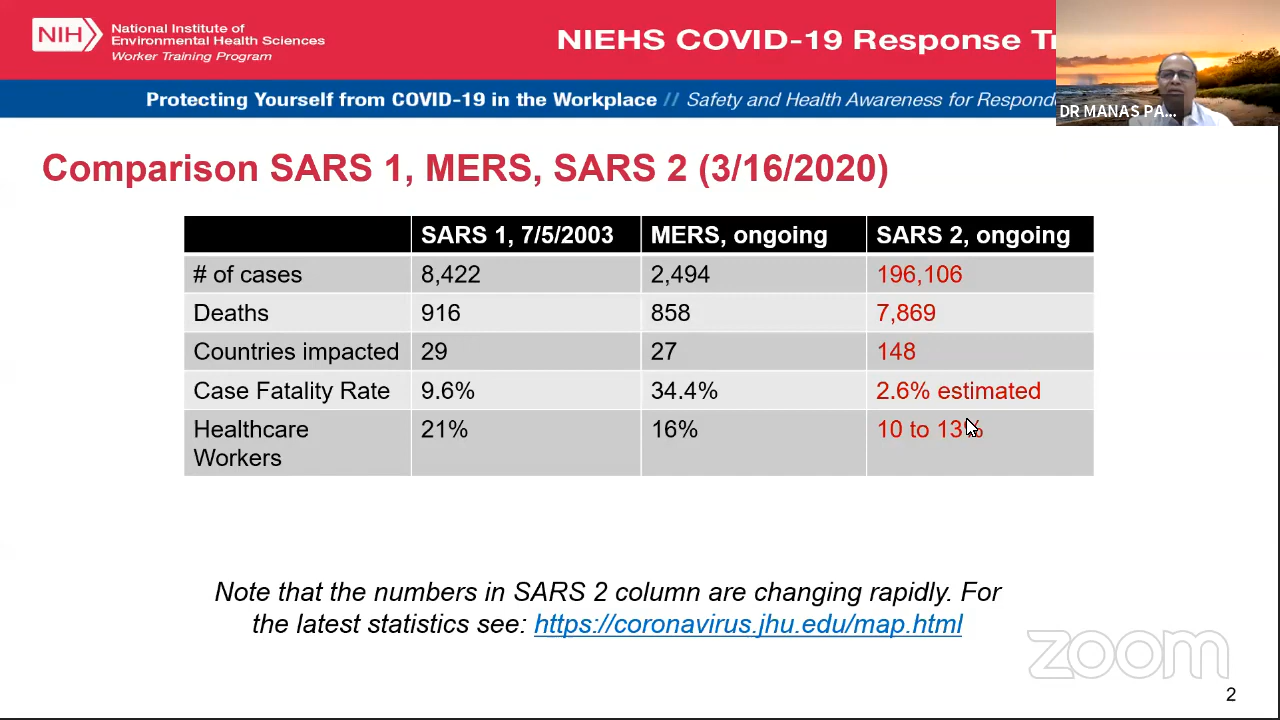 NIH National Institute of
Environmental Health Sciences
Worker Training Program
NIEHS COVID-19 Response
Protecting Yourself from COVID-19 in the Workplace // Safety and Health Awareness for
DR MANAS PA...
Comparison SARS 1, MERS, SARS 2 (3/16/2020)
SARS 1, 7/5/2003 MERS, ongoing SARS 2, ongoing
# of cases 8,422 2,494 196,106
Deaths 916 858 7,869
Countries impacted 29 27 148
Case Fatality Rate 9.6% 34.4% 2.6% estimated
Healthcare 21% 16% 10 to 13%
Workers
Note that the numbers in SARS 2 column are changing rapidly. For
the latest statistics see: https://coronavirus.jhu.edu/map.html
zoom
2